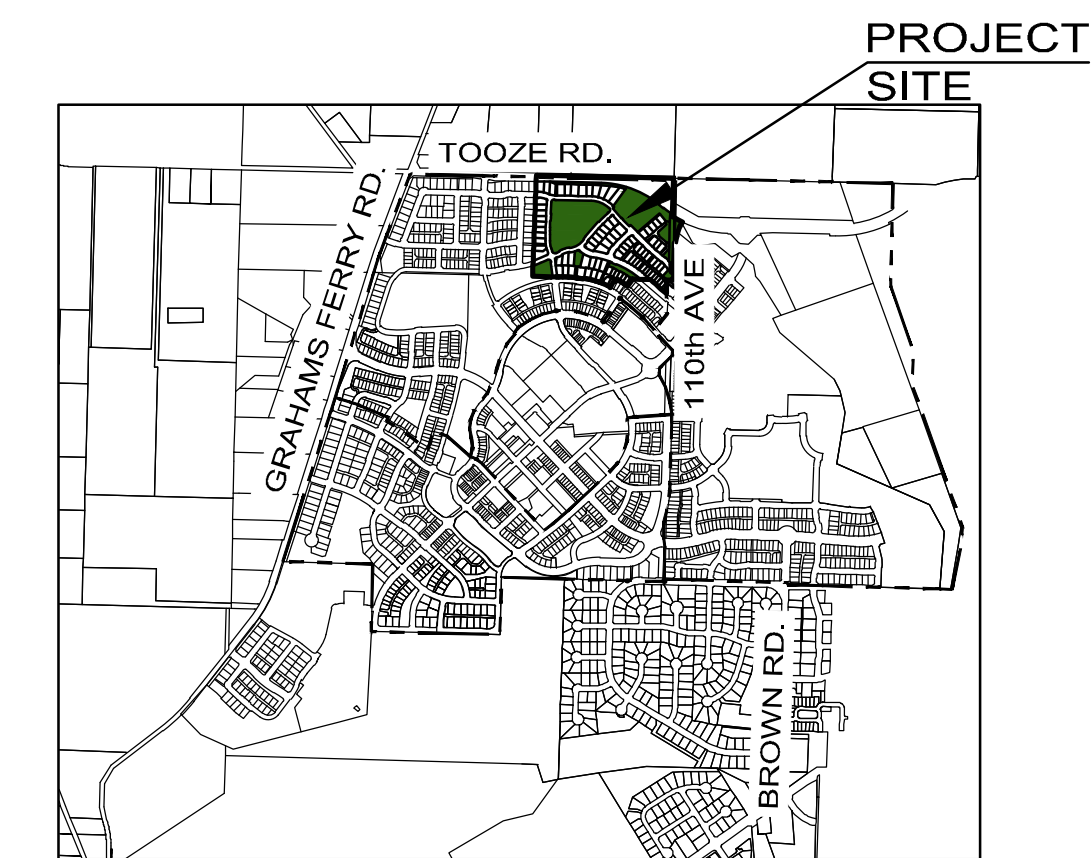 PROJECT
SITE
TOOZE RD.
GRAHAMS FERRY RD.
110th AVE
BROWN RD.